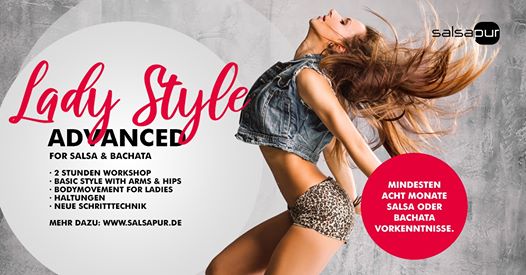 salsapur
Lady Style
ADVANCED
FOR SALSA & BACHATA
· 2 STUNDEN WORKSHOP
· BASIC STYLE WITH ARMS & HIPS
· BODYMOVEMENT FOR LADIES
· HALTUNGEN
· NEUE SCHRITTTECHNIK
MEHR DAZU: WWW.SALSAPUR.DE
MINDESTEN
ACHT MONATE
SALSA ODER
BACHATA
VORKENNTNISSE.